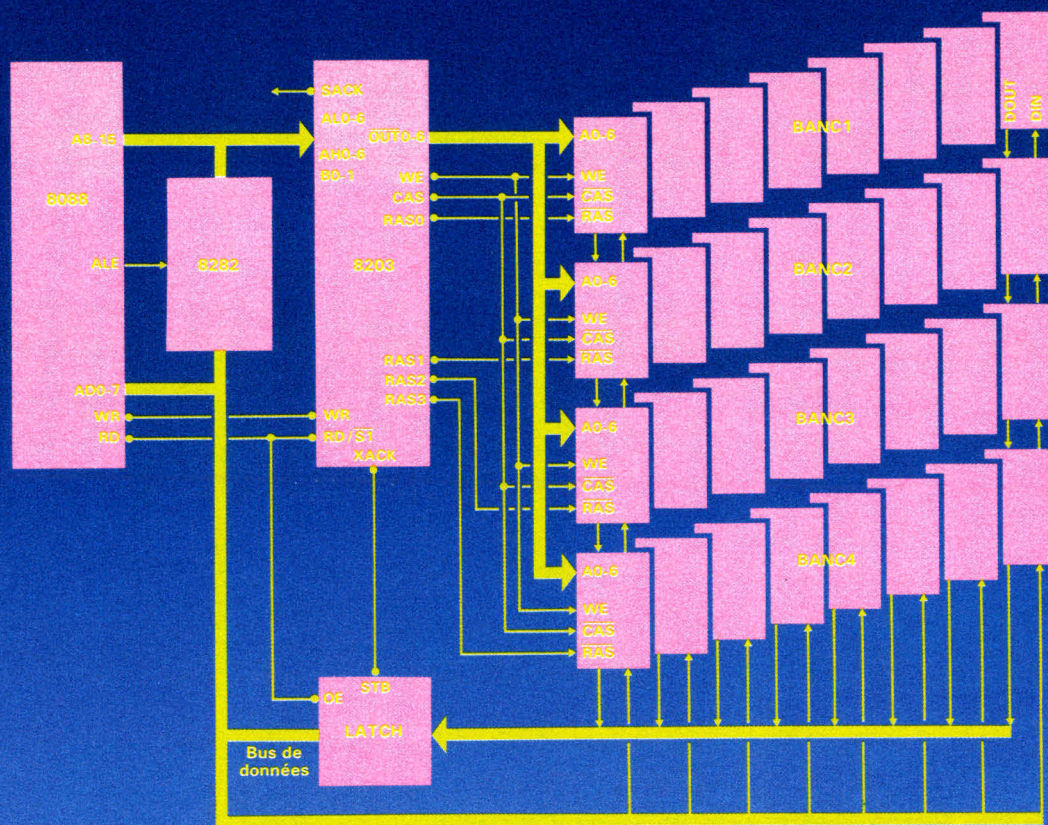 8088
A8-15
ALE
AD0-7
WR
RD
8282
SACK
AL0-6
OUT0-6
AH0-6
B0-1
WE
CAS
RAS0
8203
RAS1
RAS2
RAS3
WR
RD/S1
XACK
A0-6
WE
CAS
RAS
BANC1
DOUT
DIN
A0-6
WE
CAS
RAS
BANC2
A0-6
WE
CAS
RAS
BANC3
A0-6
WE
CAS
RAS
BANC4
STB
OE
LATCH
Bus de
données